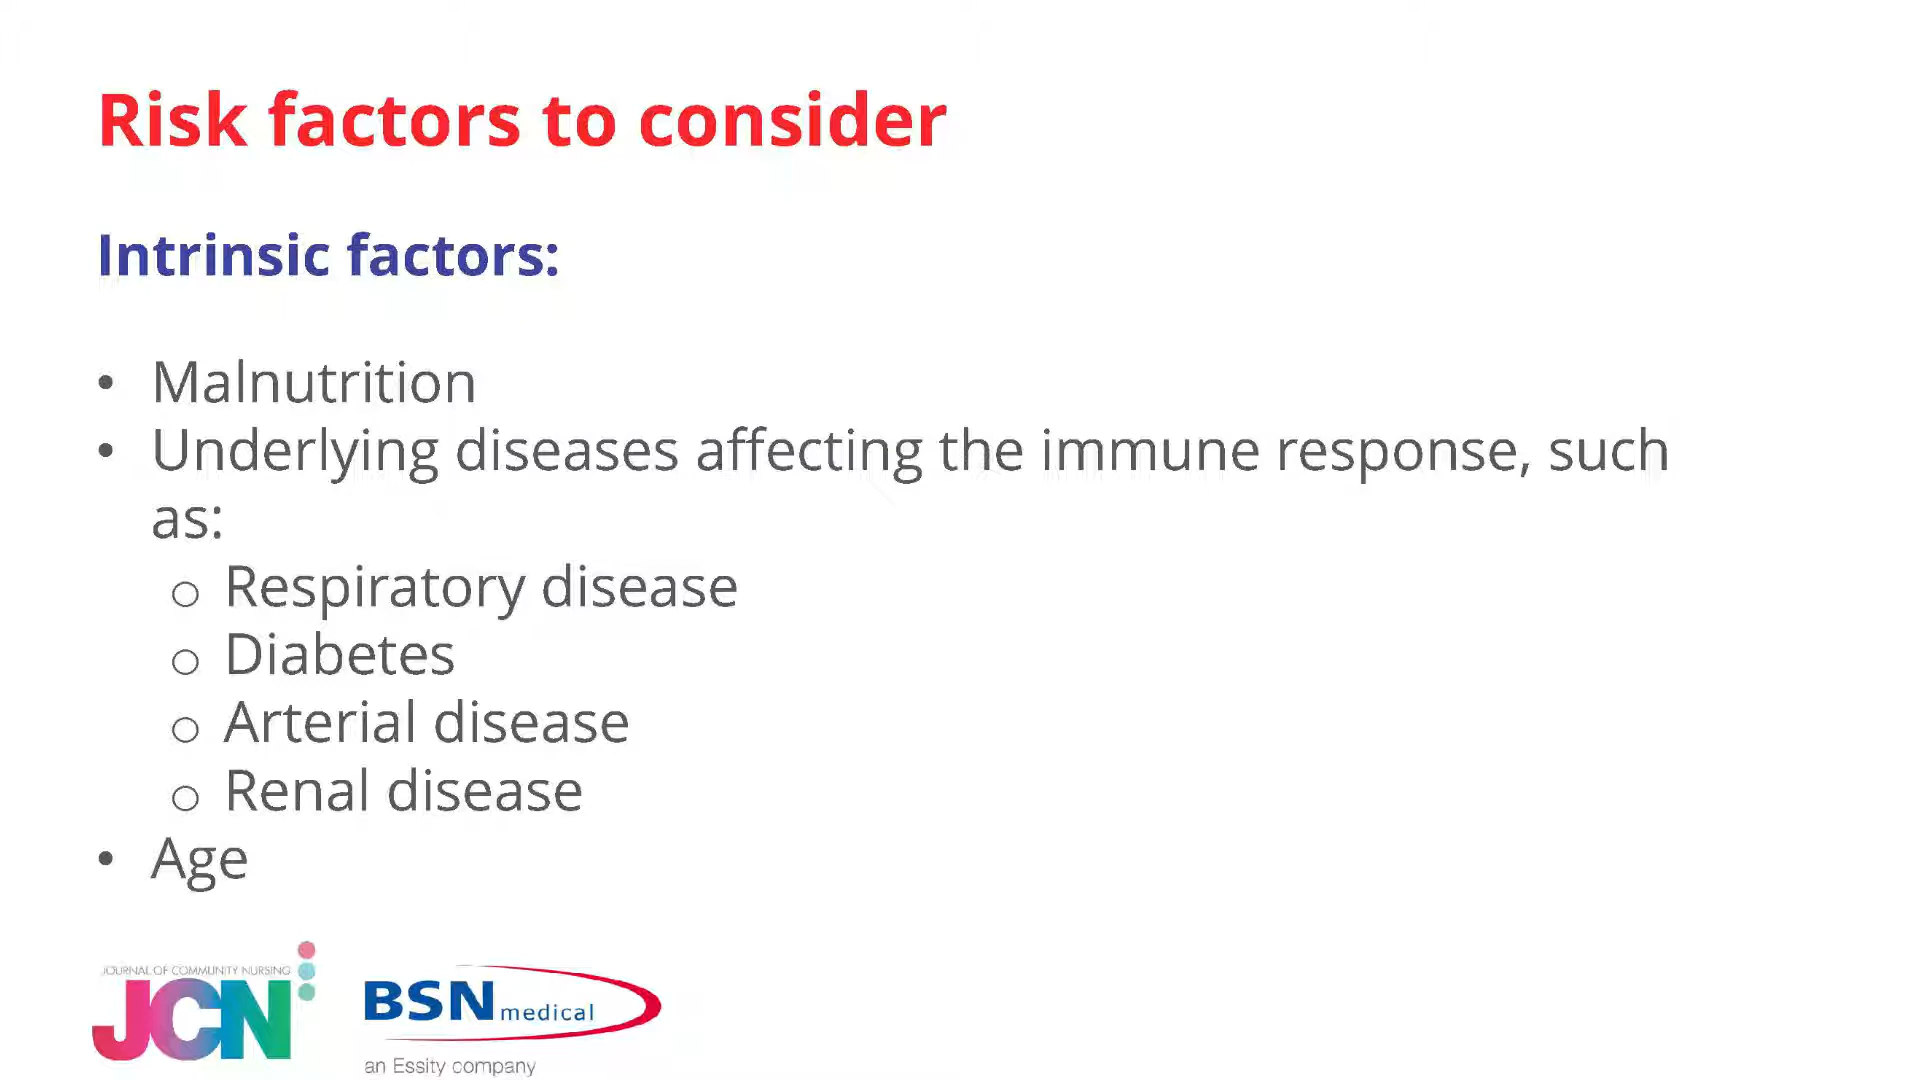 Risk factors to consider
Intrinsic factors:
• Malnutrition
• Underlying diseases affecting the immune response, such
as:
o Respiratory disease
o Diabetes
o Arterial disease
o Renal disease
• Age
JOURNAL OF COMMUNITY NURSING
JCN
BSN medical
an Essity company